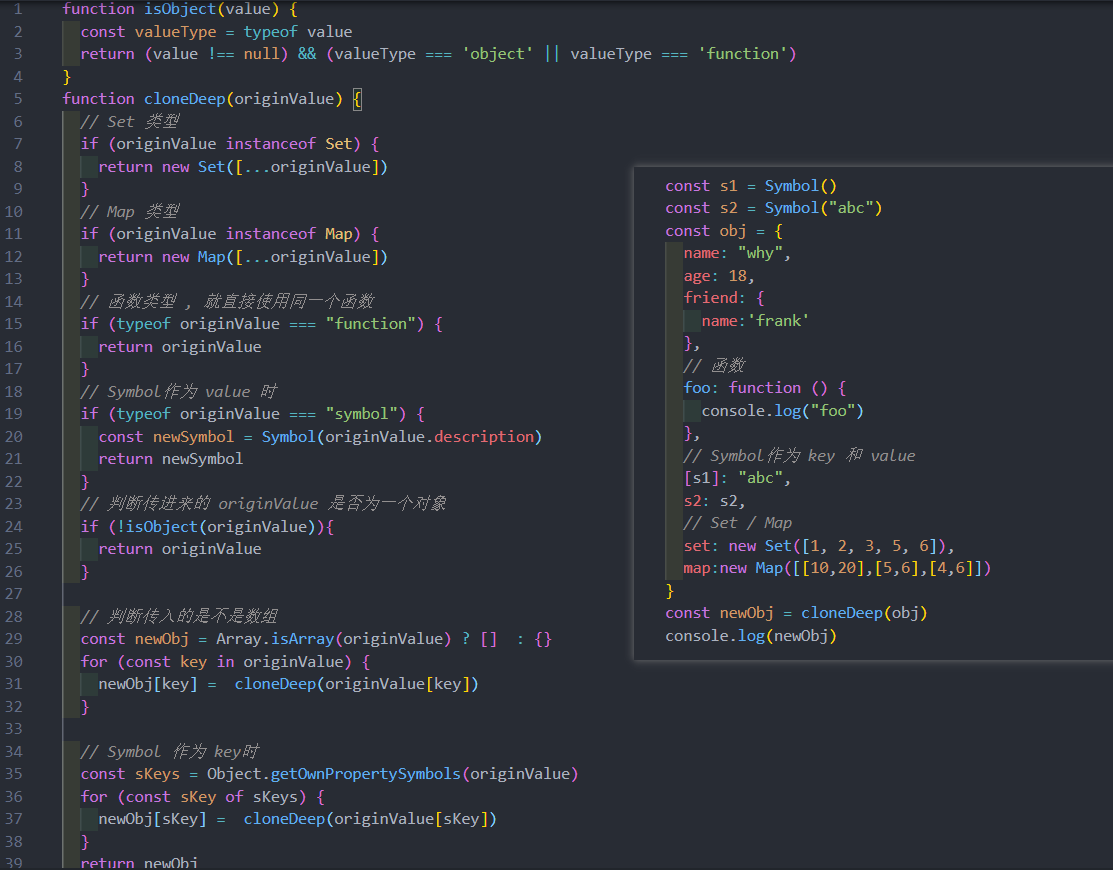 1 function isObject(value) {
2 const valueType = typeof value
3 return (value !== null) && (valueType === 'object' || valueType === 'function')
4 }
5 function cloneDeep(originValue) {
6 // Set 类型
7 if (originValue instanceof Set) {
8 return new Set([...originValue])
9 }
10 // Map 类型
11 if (originValue instanceof Map) {
12 return new Map([...originValue])
13 }
14 // 函数类型 , 就直接使用同一个函数
15 if (typeof originValue === "function") {
16 return originValue
17 }
18 // Symbol作为 value 时
19 if (typeof originValue === "symbol") {
20 const newSymbol = Symbol(originValue.description)
21 return newSymbol
22 }
23 // 判断传进来的 originValue 是否为一个对象
24 if (!isObject(originValue)){
25 return originValue
26 }
27
28 // 判断传入的是不是数组
29 const newObj = Array.isArray(originValue) ? [] : {}
30 for (const key in originValue) {
31 newObj[key] = cloneDeep(originValue[key])
32 }
33
34 // Symbol 作为 key时
35 const sKeys = Object.getOwnPropertySymbols(originValue)
36 for (const sKey of sKeys) {
37 newObj[sKey] = cloneDeep(originValue[sKey])
38 }
39 return newObj
const s1 = Symbol()
const s2 = Symbol("abc")
const obj = {
name: "why",
age: 18,
friend: {
name:'frank'
},
// 函数
foo: function () {
console.log("foo")
},
// Symbol作为 key 和 value
[s1]: "abc",
s2: s2,
// Set / Map
set: new Set([1, 2, 3, 5, 6]),
map:new Map([[10,20],[5,6],[4,6]])
}
const newObj = cloneDeep(obj)
console.log(newObj)